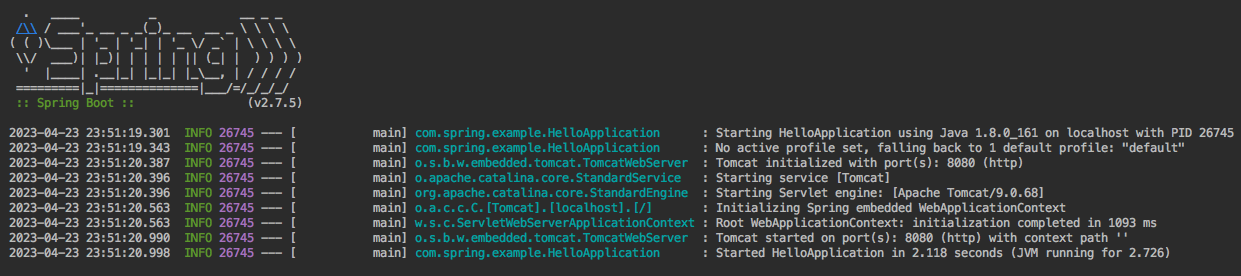 .   ____          _            __ _ _
 /\\ / ___'_ __ _ _(_)_ __  __ _ \ \ \ \
( ( )\___ | '_ | '_| | '_ \/ _` | \ \ \ \
 \\/  ___)| |_)| | | | | || (_| |  ) ) ) )
  '  |____| .__|_| |_|_| |_\__, | / / / /
 =========|_|==============|___/=/_/_/_/
 :: Spring Boot ::                (v2.7.5)
2023-04-23 23:51:19.301  INFO 26745 --- [           main] com.spring.example.HelloApplication      : Starting HelloApplication using Java 1.8.0_161 on localhost with PID 26745
2023-04-23 23:51:19.343  INFO 26745 --- [           main] com.spring.example.HelloApplication      : No active profile set, falling back to 1 default profile: "default"
2023-04-23 23:51:20.387  INFO 26745 --- [           main] o.s.b.w.embedded.tomcat.TomcatWebServer  : Tomcat initialized with port(s): 8080 (http)
2023-04-23 23:51:20.396  INFO 26745 --- [           main] o.apache.catalina.core.StandardService   : Starting service [Tomcat]
2023-04-23 23:51:20.396  INFO 26745 --- [           main] org.apache.catalina.core.StandardEngine  : Starting Servlet engine: [Apache Tomcat/9.0.68]
2023-04-23 23:51:20.563  INFO 26745 --- [           main] o.a.c.c.C.[Tomcat].[localhost].[/]       : Initializing Spring embedded WebApplicationContext
2023-04-23 23:51:20.563  INFO 26745 --- [           main] w.s.c.ServletWebServerApplicationContext : Root WebApplicationContext: initialization completed in 1093 ms
2023-04-23 23:51:20.990  INFO 26745 --- [           main] o.s.b.w.embedded.tomcat.TomcatWebServer  : Tomcat started on port(s): 8080 (http) with context path ''
2023-04-23 23:51:20.998  INFO 26745 --- [           main] com.spring.example.HelloApplication      : Started HelloApplication in 2.118 seconds (JVM running for 2.726)